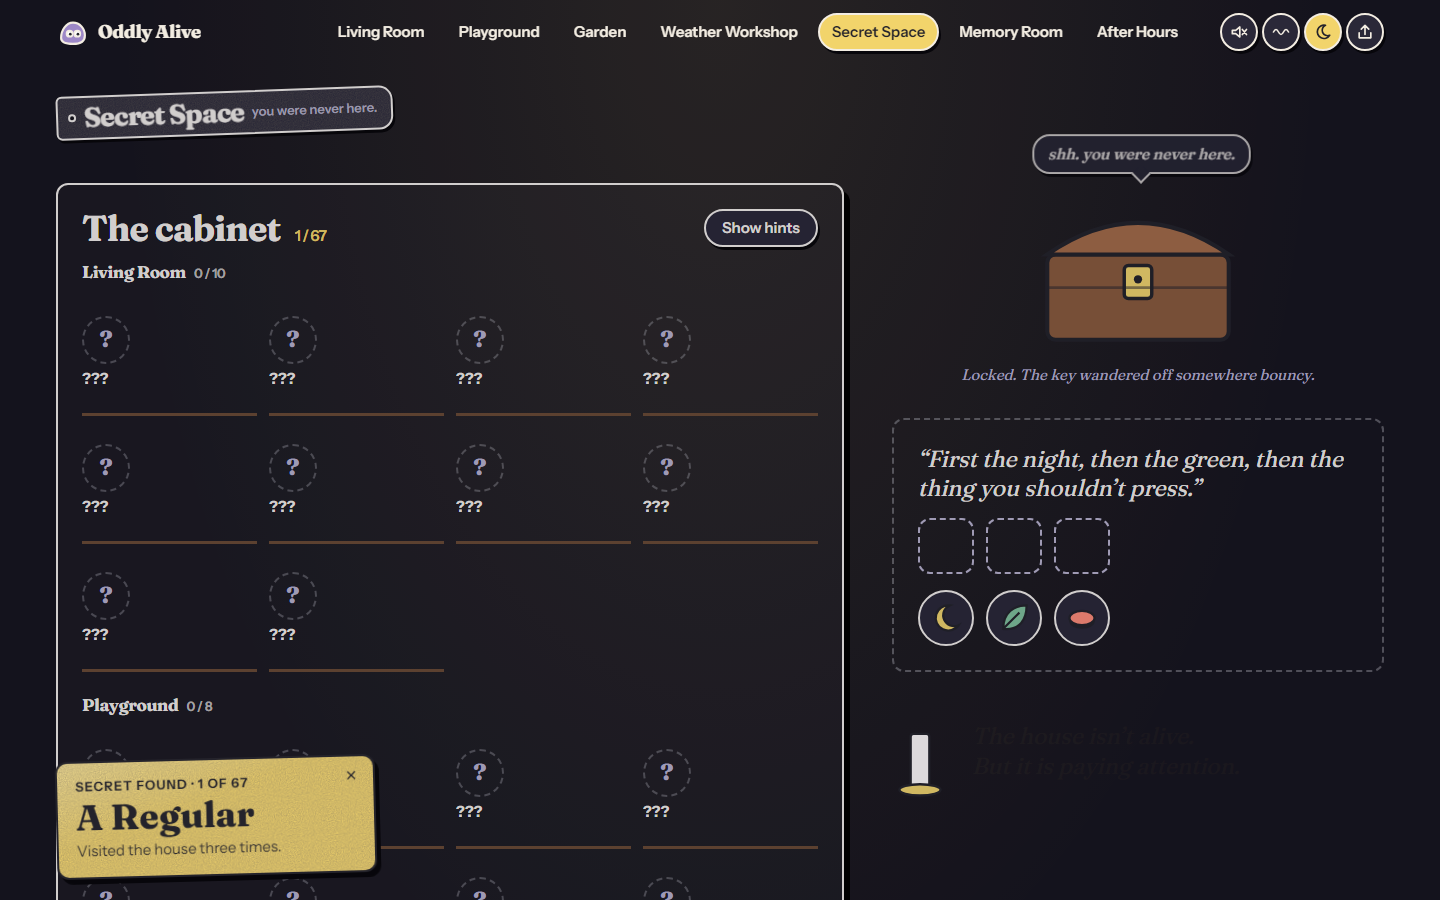 Oddly Alive
Living Room
Playground
Garden
Weather Workshop
Secret Space
Memory Room
After Hours
Secret Space you were never here.
The cabinet 1/67
Show hints
Living Room 0/10
? ? ? ?
??? ??? ??? ???
? ? ? ?
??? ??? ??? ???
? ?
??? ???
Playground 0/8
? ?
??? ???
? ? ? ?
SECRET FOUND · 1 OF 67
×
A Regular
Visited the house three times.
shh. you were never here.
Locked. The key wandered off somewhere bouncy.
“First the night, then the green, then the
thing you shouldn’t press.”
The house isn’t alive.
But it is paying attention.